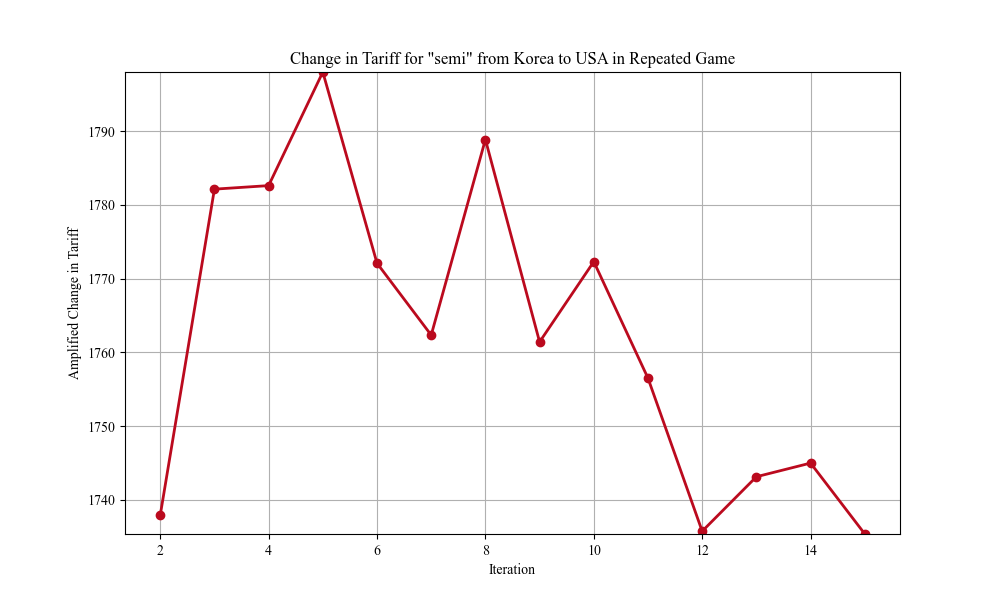 Change in Tariff for "semi" from Korea to USA in Repeated Game
Amplified Change in Tariff
1790
1780
1770
1760
1750
1740
2 4 6 8 10 12 14
Iteration